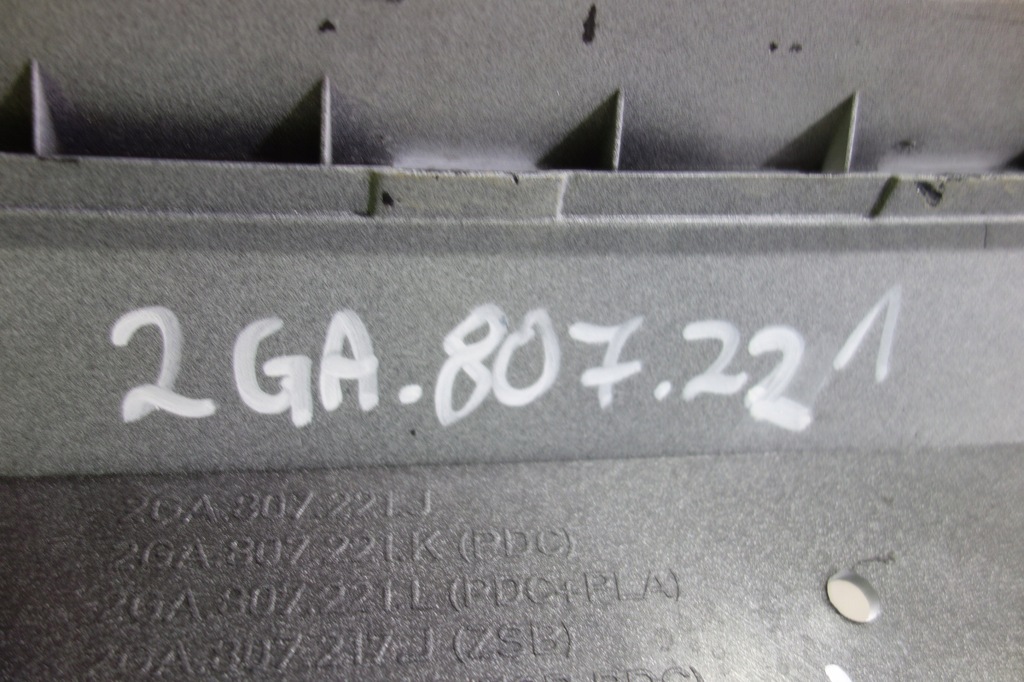 2GA.807.221
2GA.807.221.J
2GA.807.221.K (PDC)
2GA.807.221.L (PDC+PLA)
2GA.807.217.J (ZSB)
PDC)